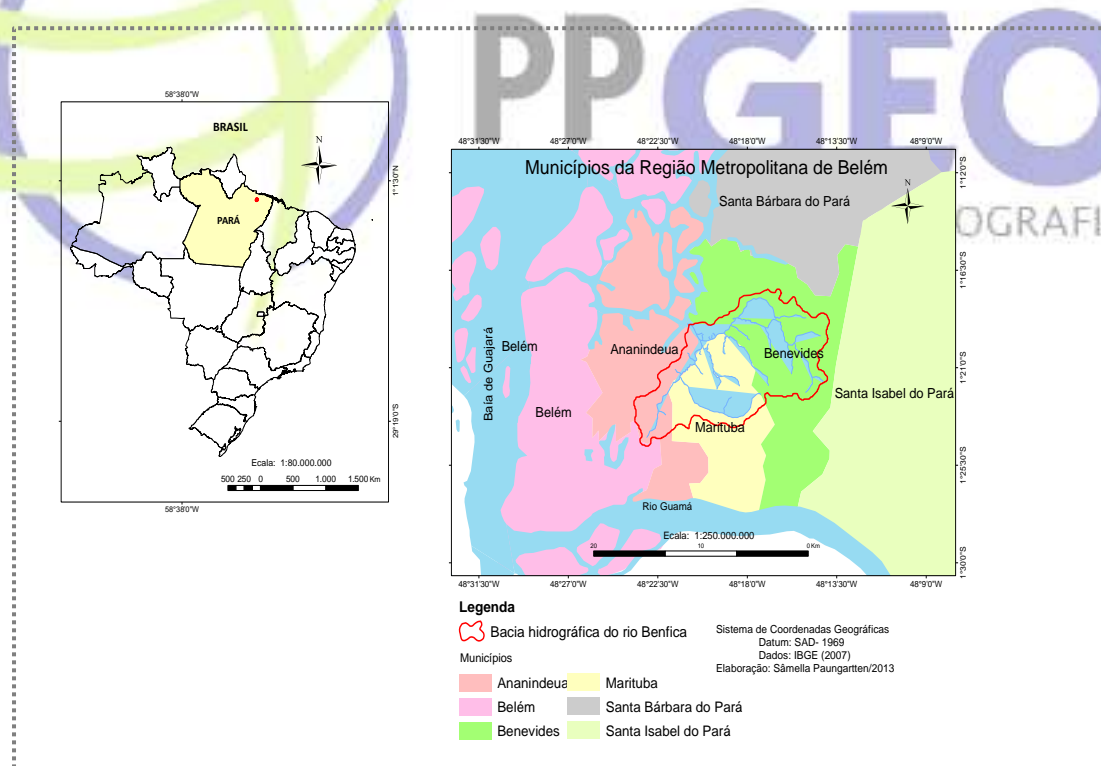 PPGEO
OGRAFI
58°38'0"W
BRASIL
N
1°1'30"N
PARÁ
29°19'0"S
Ecala: 1:80.000.000
500 250 0 500 1.000 1.500 Km
58°38'0"W
48°31'30"W 48°27'0"W 48°22'30"W 48°18'0"W 48°13'30"W 48°9'0"W
Municípios da Região Metropolitana de Belém
1°12'0"S
Santa Bárbara do Pará
N
1°16'30"S
Baía de Guajará
Belém
Ananindeua
Benevides
1°21'0"S
Santa Isabel do Pará
Belém
Marituba
1°25'30"S
Rio Guamá
Ecala: 1:250.000.000
20 10 0 Km
1°30'0"S
48°31'30"W 48°27'0"W 48°22'30"W 48°18'0"W 48°13'30"W 48°9'0"W
Legenda
Bacia hidrográfica do rio Benfica
Municípios
Ananindeua
Belém
Benevides
Marituba
Santa Bárbara do Pará
Santa Isabel do Pará
Sistema de Coordenadas Geográficas
Datum: SAD- 1969
Dados: IBGE (2007)
Elaboração: Sâmella Paungartten/2013